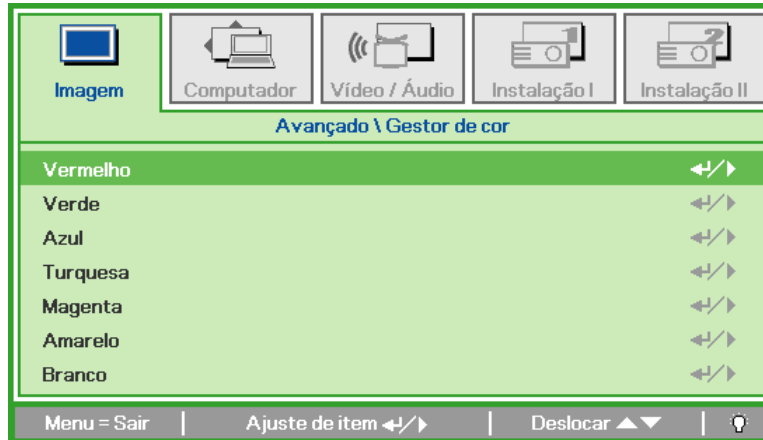 Imagem Computador Vídeo / Áudio Instalação I Instalação II
Avançado \ Gestor de cor
Vermelho
Verde
Azul
Turquesa
Magenta
Amarelo
Branco
Menu = Sair Ajuste de item ↵/▶ Deslocar ▲▼